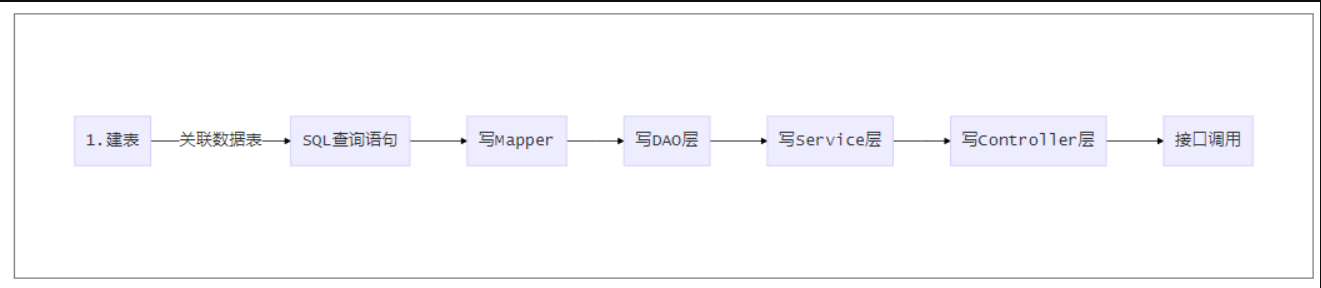 1.建表
关联数据表
SQL查询语句
写Mapper
写DAO层
写Service层
写Controller层
接口调用